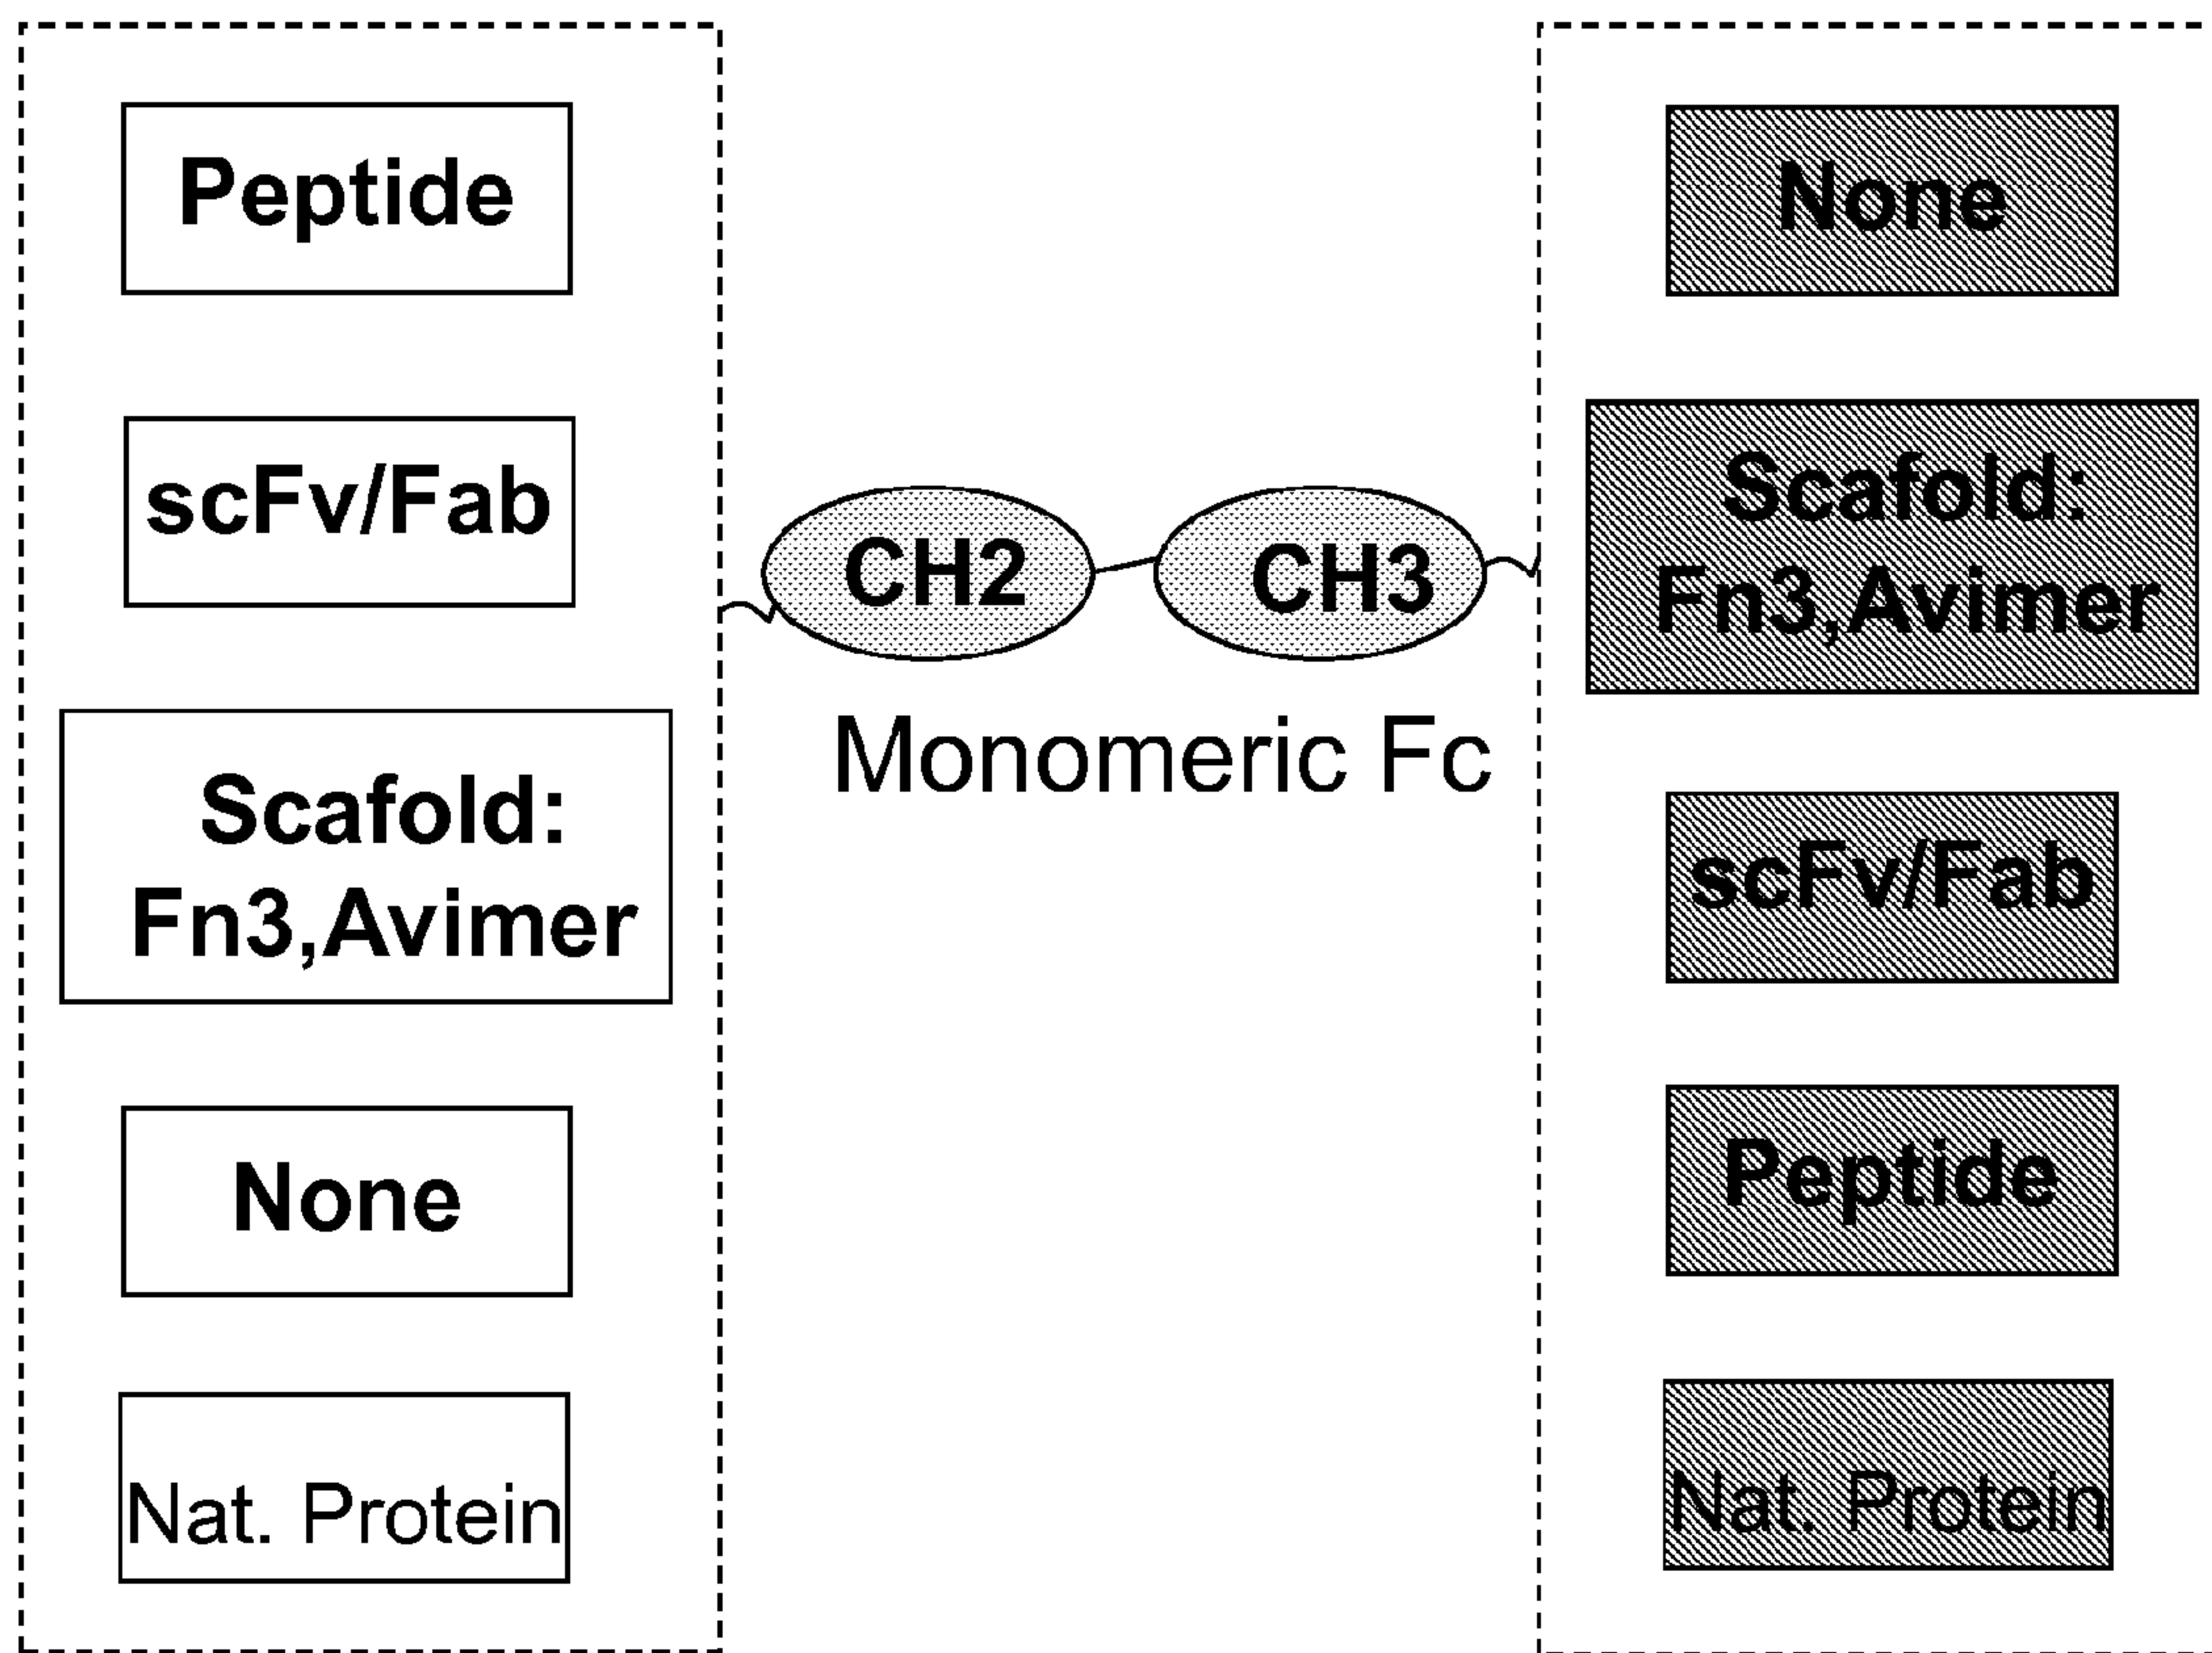 Peptide
scFv/Fab
Scafold:
Fn3,Avimer
None
Nat. Protein
CH2
CH3
Monomeric Fc
None
Scafold:
Fn3,Avimer
scFv/Fab
Peptide
Nat. Protein